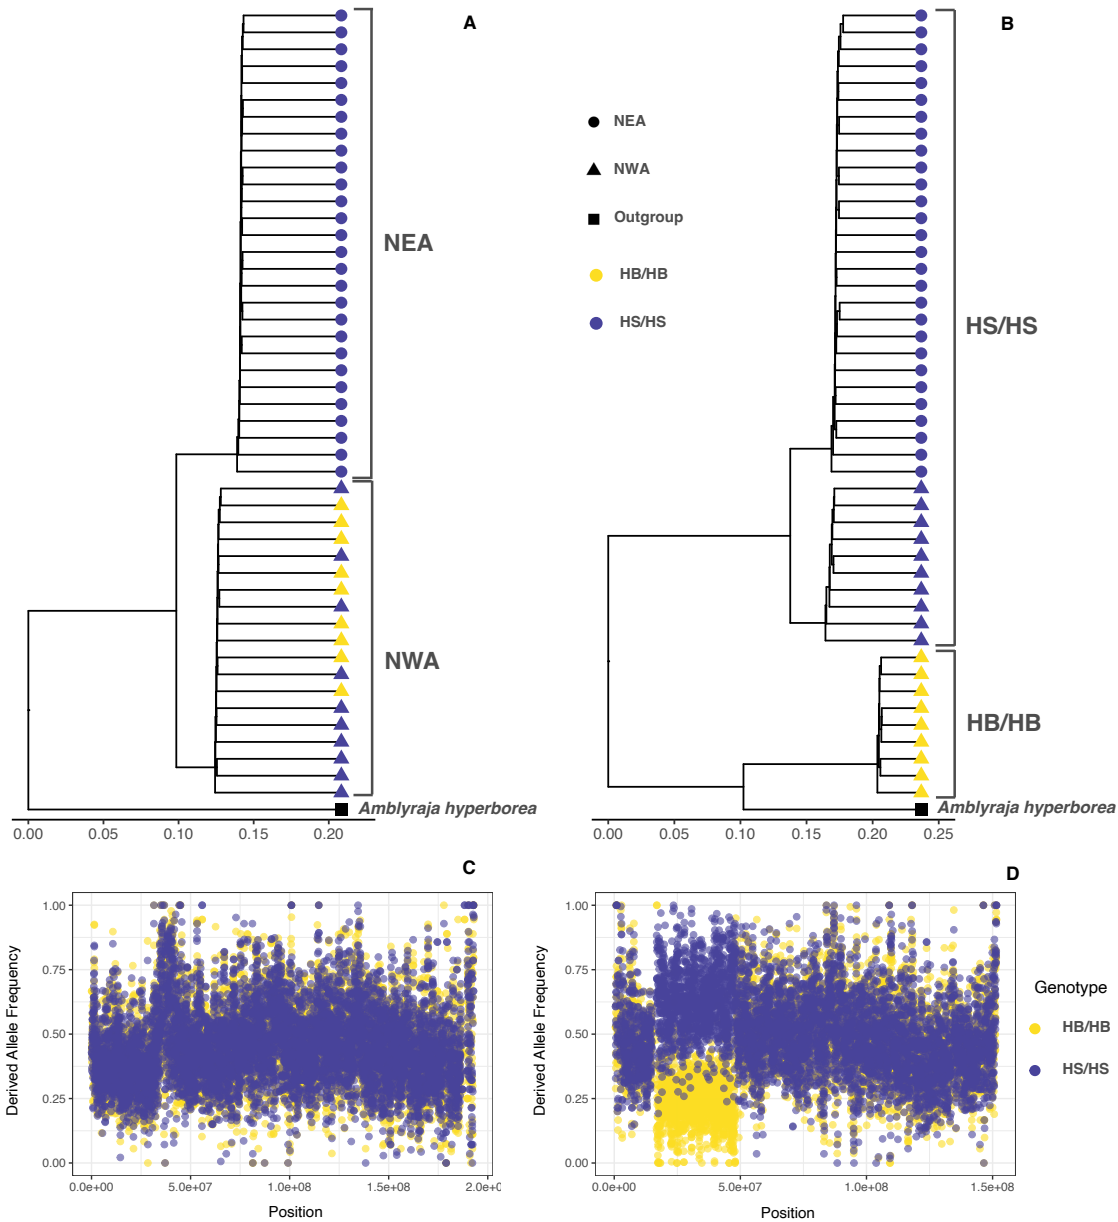 A
NEA
NWA
Amblyraja hyperborea
0.00 0.05 0.10 0.15 0.20
B
NEA
NWA
Outgroup
HB/HB
HS/HS
HS/HS
HB/HB
Amblyraja hyperborea
0.00 0.05 0.10 0.15 0.20 0.25
C
Derived Allele Frequency
1.00
0.75
0.50
0.25
0.00
0.0e+00 5.0e+07 1.0e+08 1.5e+08 2.0e+0
Position
D
Derived Allele Frequency
1.00
0.75
0.50
0.25
0.00
0.0e+00 5.0e+07 1.0e+08 1.5e+08
Position
Genotype
HB/HB
HS/HS